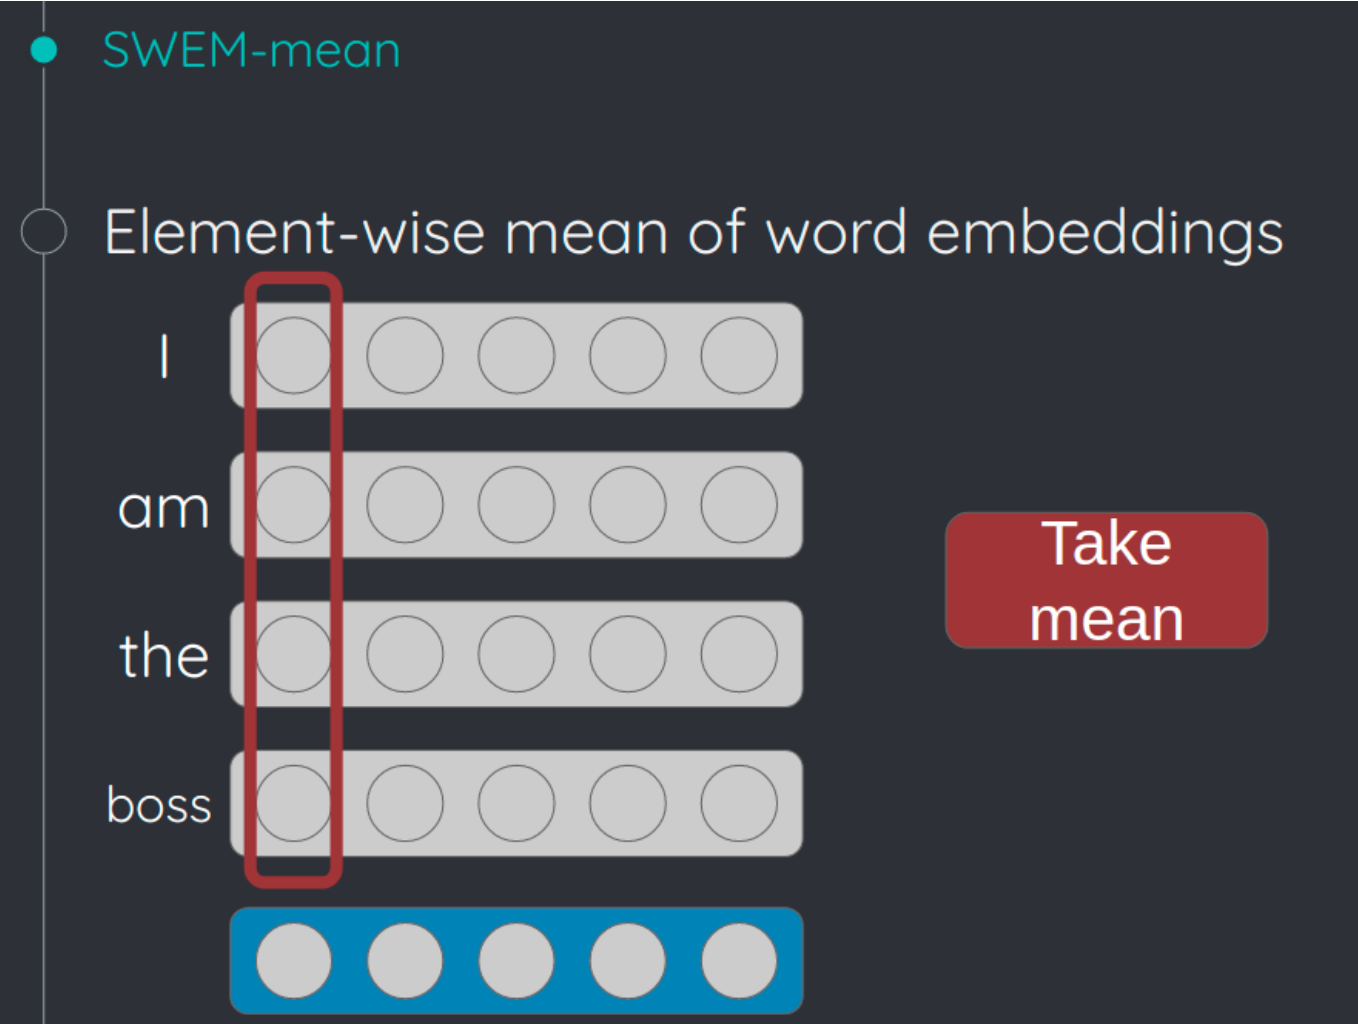 SWEM-mean
Element-wise mean of word embeddings
I
am
the
boss
Take
mean